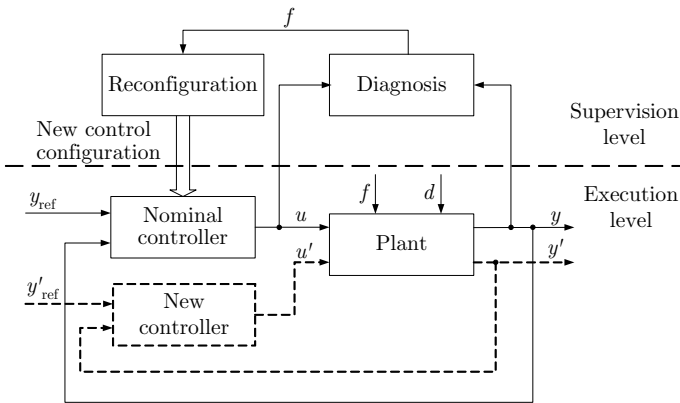 f
Reconfiguration
Diagnosis
New control
configuration
Supervision
level
Execution
level
y_ref
Nominal
controller
u
f
d
Plant
y
u'
y'
y'_ref
New
controller